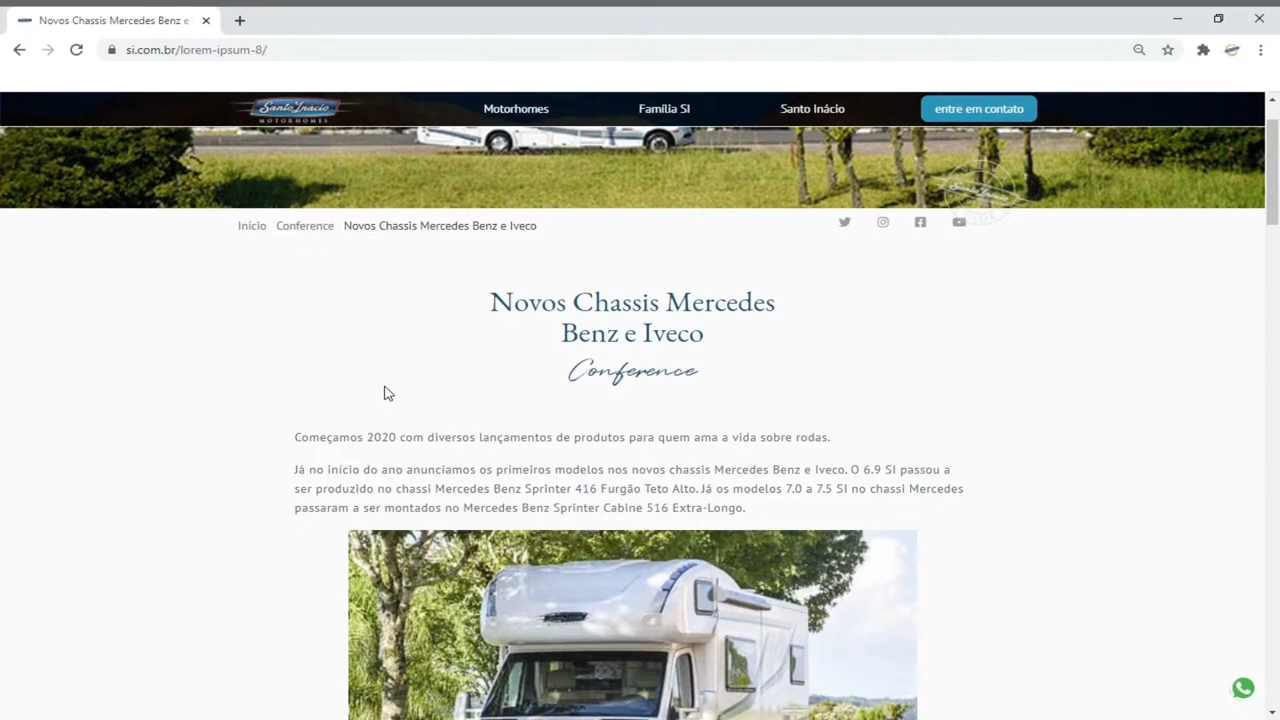 Novos Chassis Mercedes Benz e
si.com.br/lorem-ipsum-8/
Santo Inácio
MOTORHOMES
Motorhomes
Família SI
Santo Inácio
entre em contato
Início
Conference
Novos Chassis Mercedes Benz e Iveco
Novos Chassis Mercedes
Benz e Iveco
Conference
Começamos 2020 com diversos lançamentos de produtos para quem ama a vida sobre rodas.
Já no início do ano anunciamos os primeiros modelos nos novos chassis Mercedes Benz e Iveco. O 6.9 SI passou a
ser produzido no chassi Mercedes Benz Sprinter 416 Furgão Teto Alto. Já os modelos 7.0 a 7.5 SI no chassi Mercedes
passaram a ser montados no Mercedes Benz Sprinter Cabine 516 Extra-Longo.